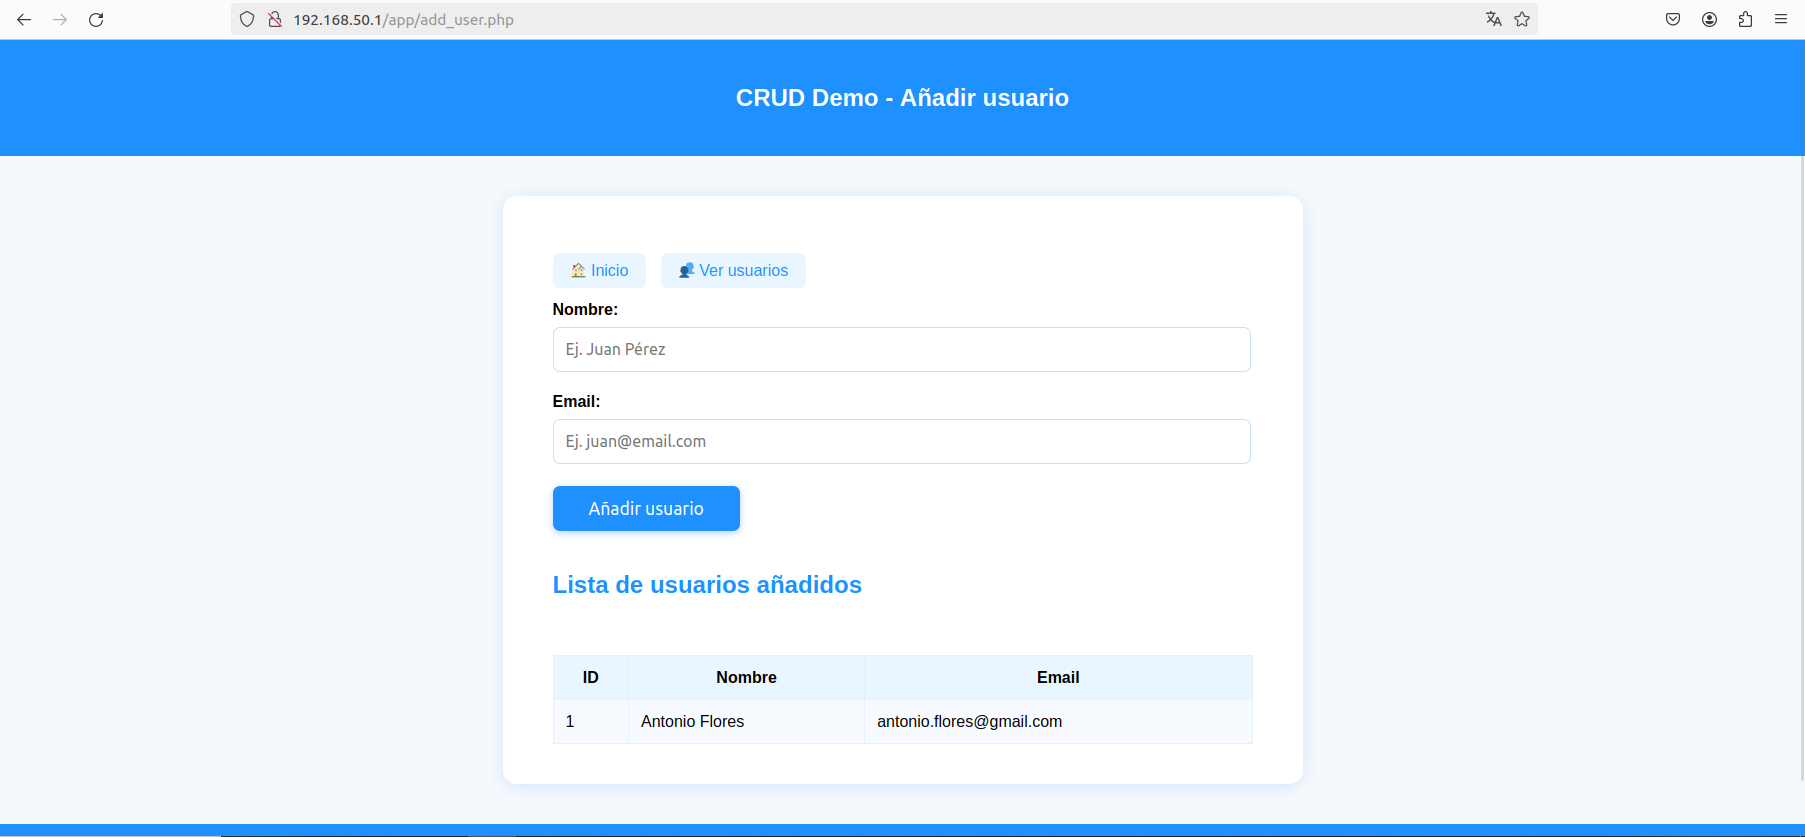 192.168.50.1/app/add_user.php
CRUD Demo - Añadir usuario
Inicio Ver usuarios
Nombre:
Ej. Juan Pérez
Email:
Ej. juan@email.com
Añadir usuario
Lista de usuarios añadidos
ID Nombre Email
1 Antonio Flores antonio.flores@gmail.com